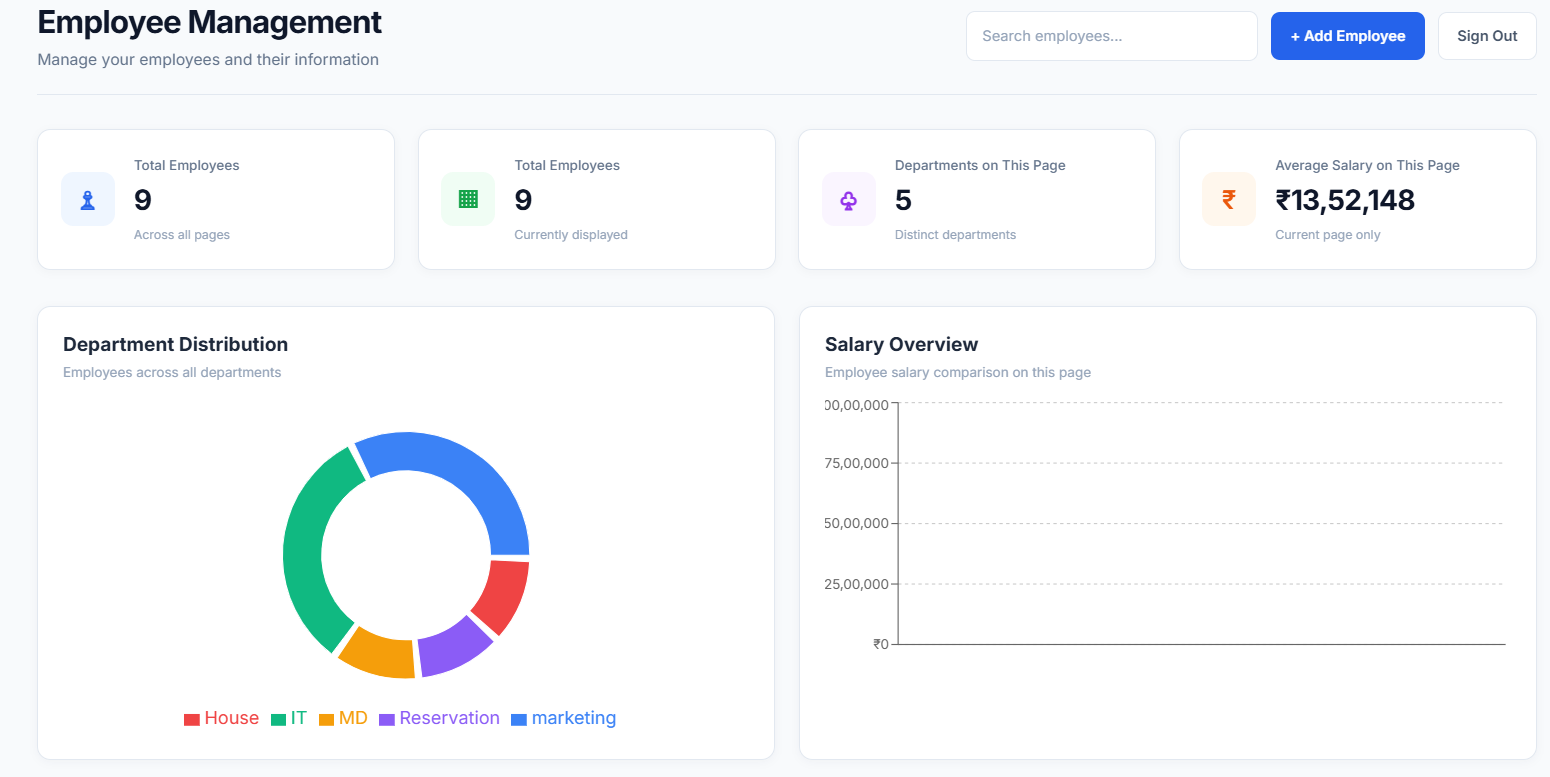 Employee Management
Manage your employees and their information
Search employees...
+ Add Employee
Sign Out
Total Employees
9
Across all pages
Total Employees
9
Currently displayed
Departments on This Page
5
Distinct departments
₹
Average Salary on This Page
₹13,52,148
Current page only
Department Distribution
Employees across all departments
House
IT
MD
Reservation
marketing
Salary Overview
Employee salary comparison on this page
00,00,000
75,00,000
50,00,000
25,00,000
₹0